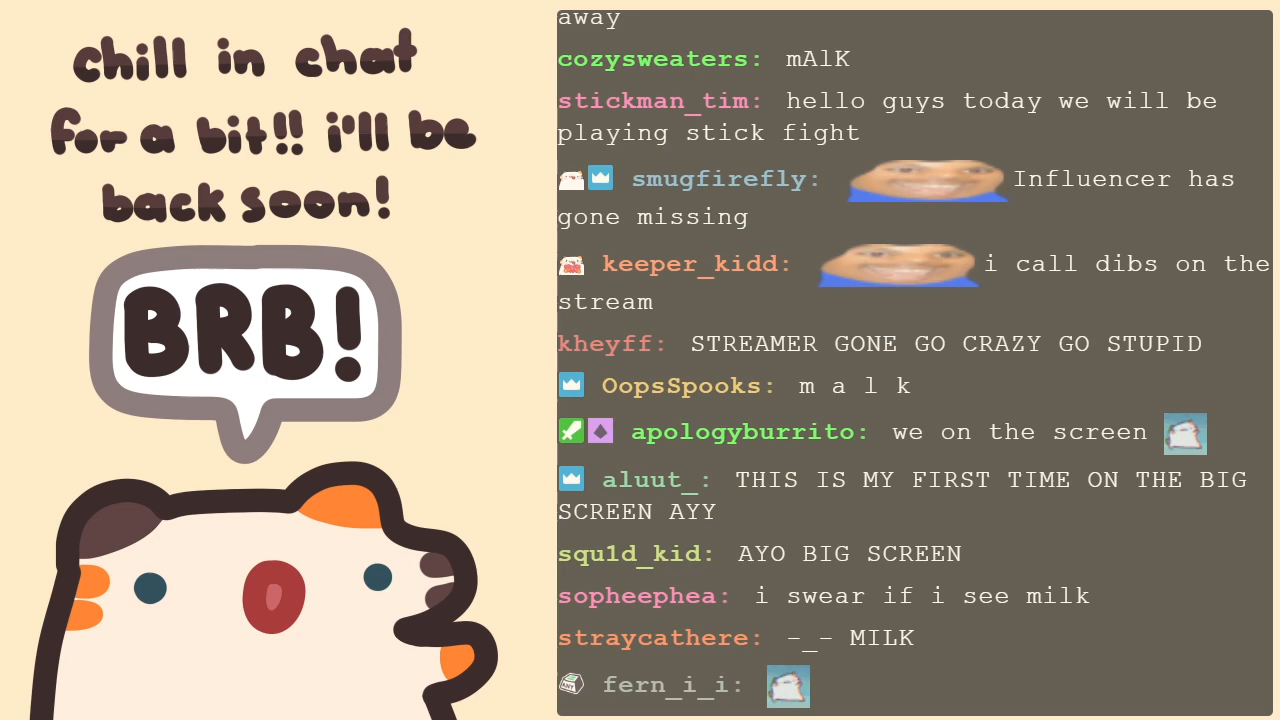 chill in chat
for a bit!! i'll be
back soon!
BRB!
away
cozysweaters: mAlK
stickman_tim: hello guys today we will be
playing stick fight
smugfirefly: Influencer has
gone missing
keeper_kidd: i call dibs on the
stream
kheyff: STREAMER GONE GO CRAZY GO STUPID
OopsSpooks: m a l k
apologyburrito: we on the screen
aluut_: THIS IS MY FIRST TIME ON THE BIG
SCREEN AYY
squ1d_kid: AYO BIG SCREEN
sopheephea: i swear if i see milk
straycathere: -_- MILK
fern_i_i: